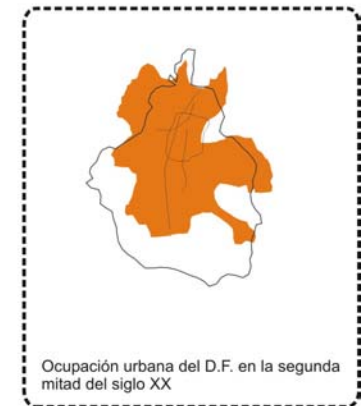 Ocupación urbana del D.F. en la segunda
mitad del siglo XX